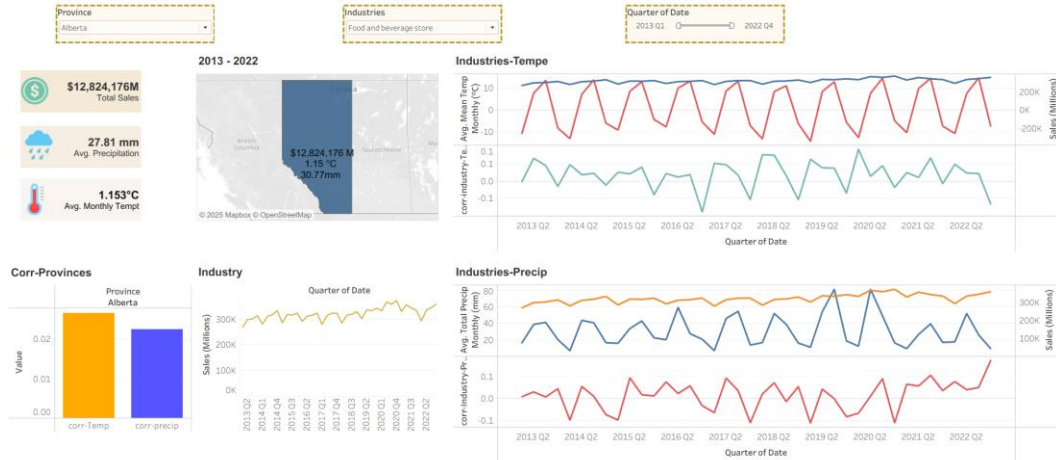 Province
Alberta
Industries
Food and beverage store
Quarter of Date
2013 Q1
2022 Q4
$12,824,176M
Total Sales
27.81 mm
Avg. Precipitation
1.153°C
Avg. Monthly Tempt
2013 - 2022
Canada
British
Columbia
Saskatchewan
$12,824,176 M
1.15 °C
30.77mm
© 2025 Mapbox © OpenStreetMap
Industries-Tempe
Avg. Mean Temp
Monthly (°C)
10
0
-10
200K
0K
-200K
Sales (Millions)
corr-industry-Te..
0.1
0.1
0.0
-0.1
2013 Q2 2014 Q2 2015 Q2 2016 Q2 2017 Q2 2018 Q2 2019 Q2 2020 Q2 2021 Q2 2022 Q2
Quarter of Date
Corr-Provinces
Province
Alberta
Value
0.02
0.01
0.00
corr-Temp
corr-precip
Industry
Quarter of Date
Sales (Millions)
300K
200K
100K
0K
2013 Q2
2014 Q1
2014 Q4
2015 Q3
2016 Q2
2017 Q1
2017 Q4
2018 Q3
2019 Q2
2020 Q1
2020 Q4
2021 Q3
2022 Q2
Industries-Precip
Avg. Total Precip
Monthly (mm)
80
60
40
20
300K
200K
100K
Sales (Millions)
corr-Industry-Pr..
0.1
0.0
-0.1
2013 Q2 2014 Q2 2015 Q2 2016 Q2 2017 Q2 2018 Q2 2019 Q2 2020 Q2 2021 Q2 2022 Q2
Quarter of Date